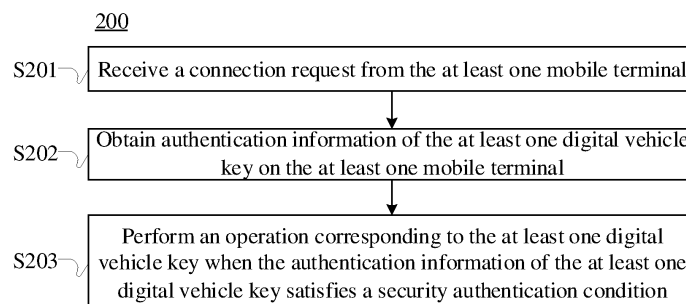 200
S201
Receive a connection request from the at least one mobile terminal
S202
Obtain authentication information of the at least one digital vehicle
key on the at least one mobile terminal
S203
Perform an operation corresponding to the at least one digital
vehicle key when the authentication information of the at least one
digital vehicle key satisfies a security authentication condition